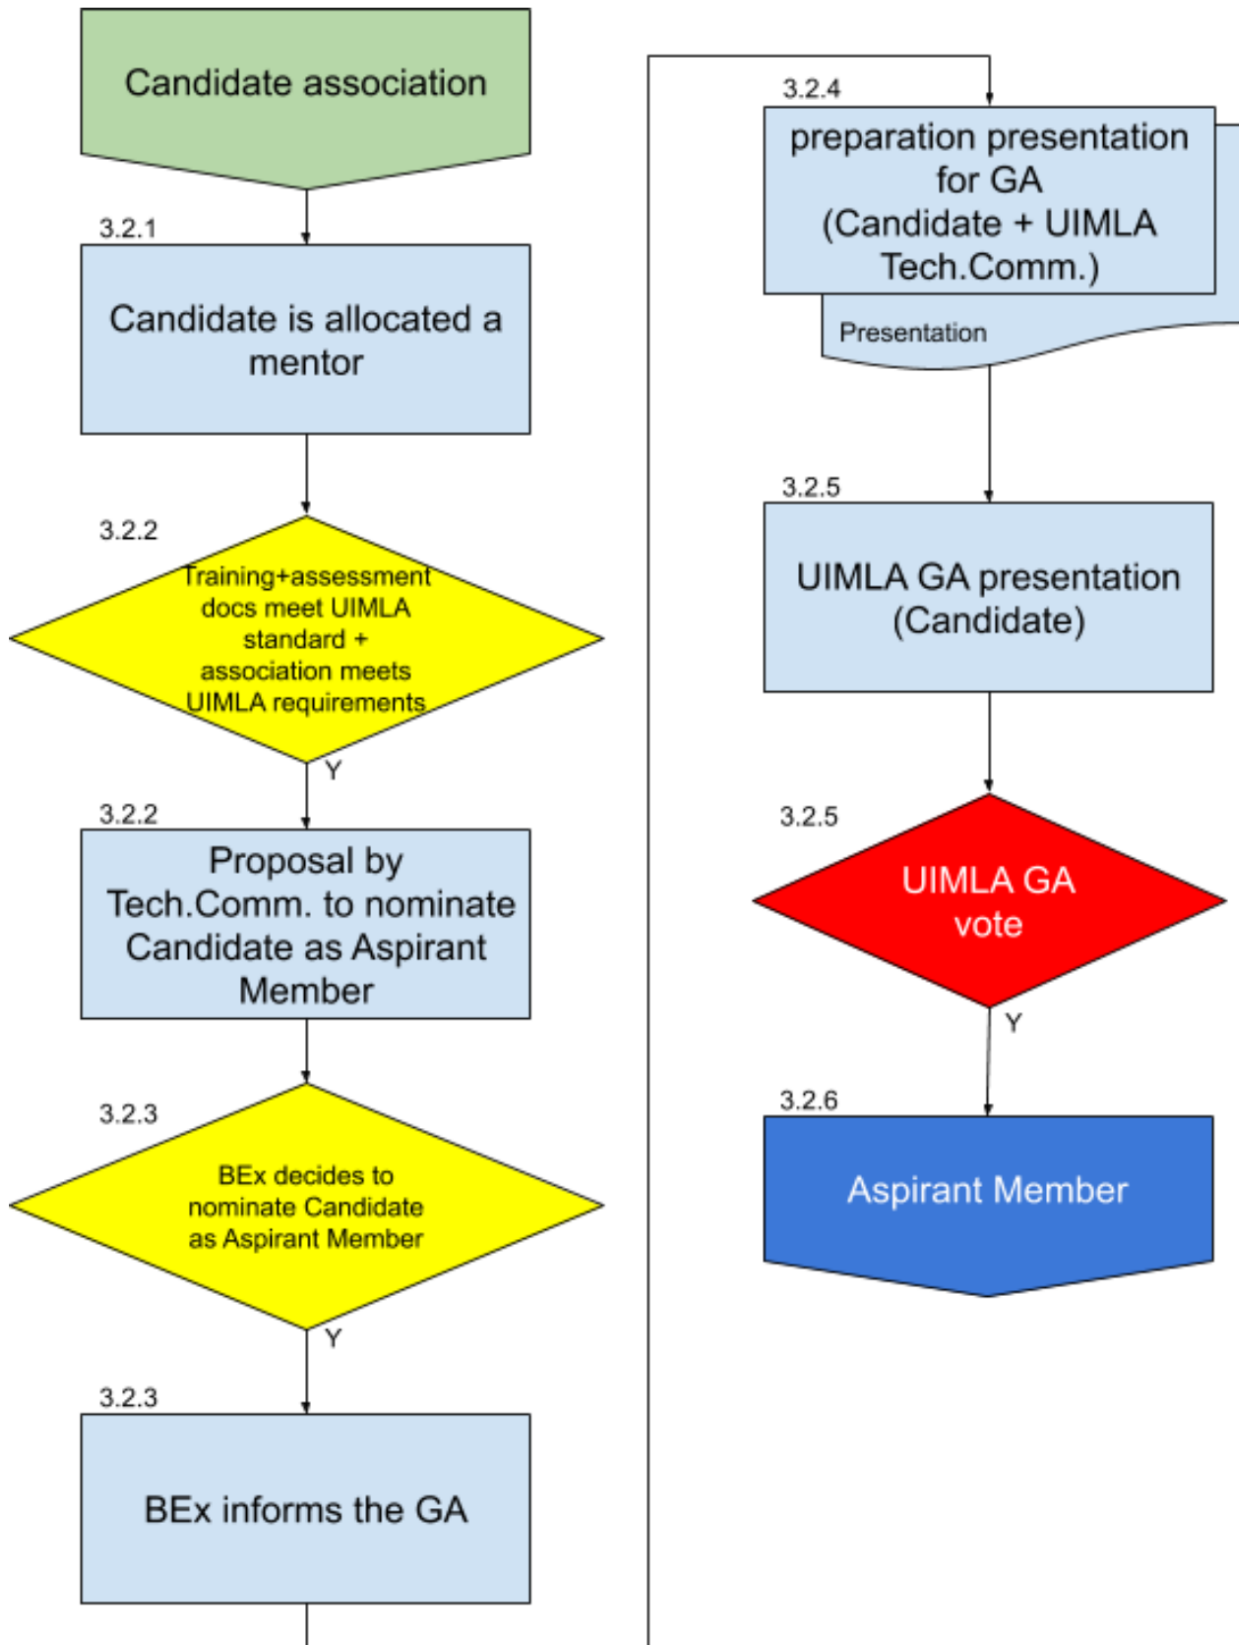 Candidate association
3.2.1
Candidate is allocated a
mentor
3.2.2
Training+assessment
docs meet UIMLA
standard +
association meets
UIMLA requirements
Y
3.2.2
Proposal by
Tech.Comm. to nominate
Candidate as Aspirant
Member
3.2.3
BEx decides to
nominate Candidate
as Aspirant Member
Y
3.2.3
BEx informs the GA
3.2.4
preparation presentation
for GA
(Candidate + UIMLA
Tech.Comm.)
Presentation
3.2.5
UIMLA GA presentation
(Candidate)
3.2.5
UIMLA GA
vote
Y
3.2.6
Aspirant Member